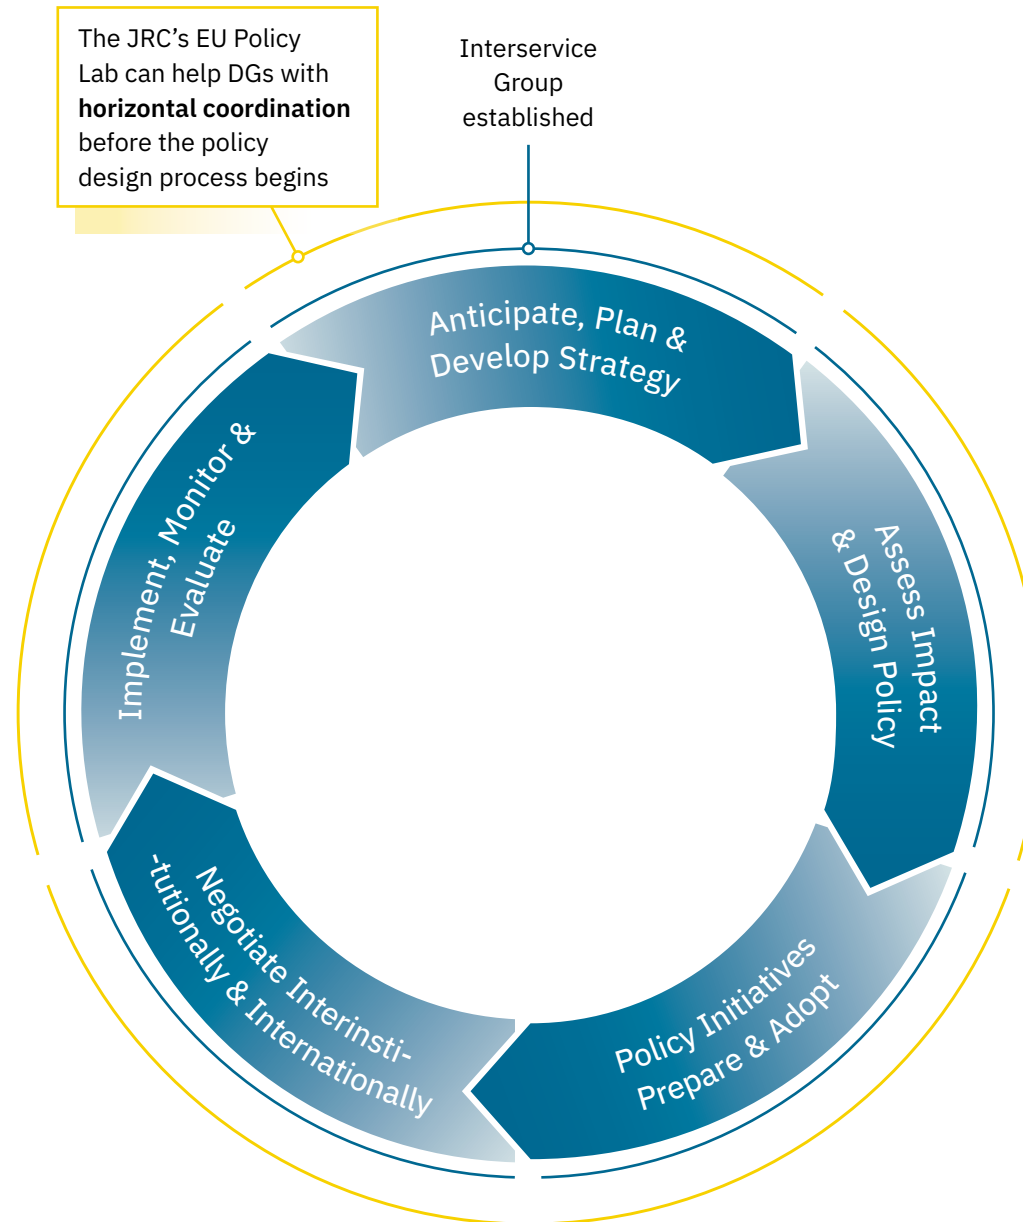 The JRC’s EU Policy
Lab can help DGs with
horizontal coordination
before the policy
design process begins
Interservice
Group
established
Anticipate, Plan &
Develop Strategy
Assess Impact
& Design Policy
Policy Initiatives
Prepare & Adopt
Negotiate Interinsti-
-tutionally & Internationally
Implement, Monitor &
Evaluate